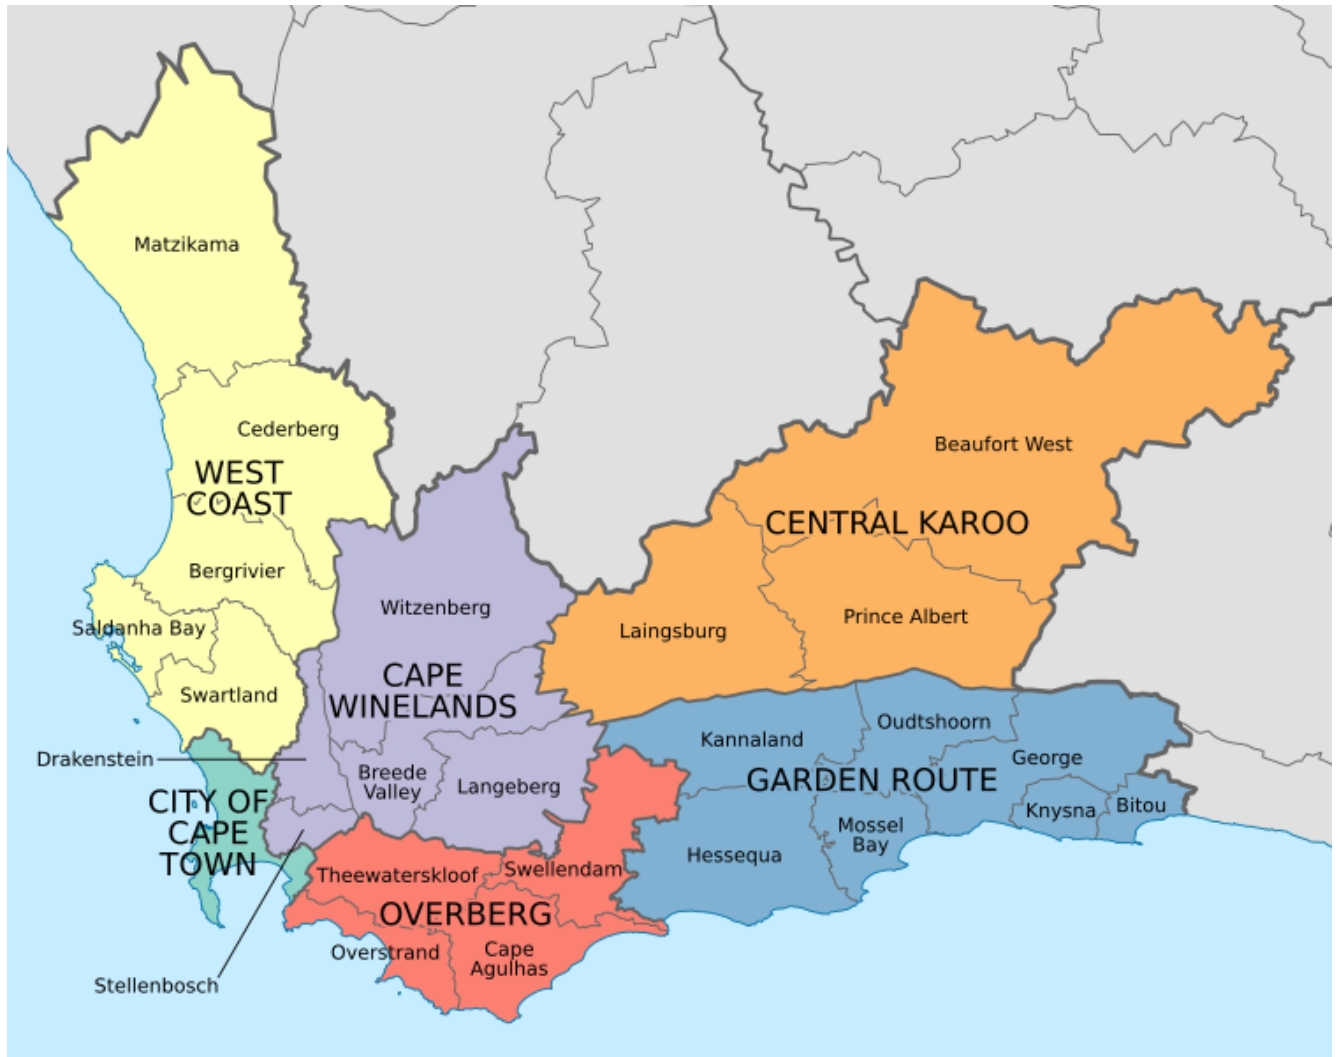 Matzikama
Cederberg
WEST
COAST
Bergrivier
Saldanha Bay
Swartland
Drakenstein
CITY OF
CAPE
TOWN
Stellenbosch
Witzenberg
CAPE
WINELANDS
Breede
Valley
Langeberg
Beaufort West
CENTRAL KAROO
Laingsburg
Prince Albert
Kannaland
Oudtshoorn
George
GARDEN ROUTE
Knysna
Bitou
Mossel
Bay
Hessequa
Theewaterskloof
Swellendam
OVERBERG
Overstrand
Cape
Agulhas